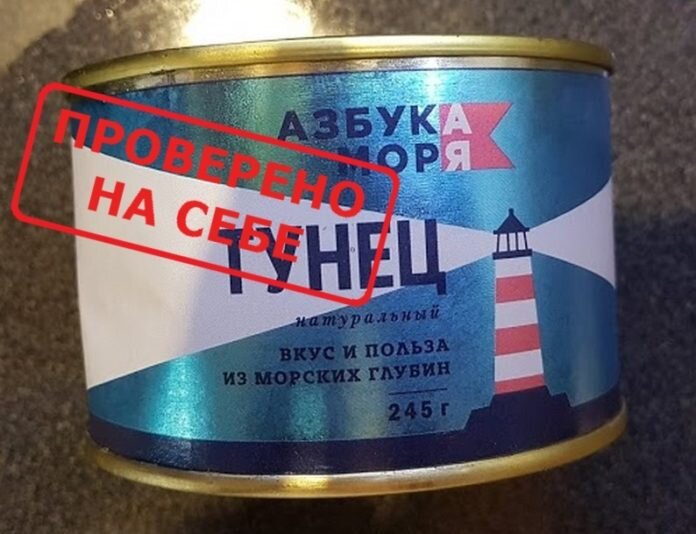 ПРОВЕРЕНО
НА СЕБЕ
АЗБУКА
МОРЯ
ТУНЕЦ
натуральный
ВКУС И ПОЛЬЗА
ИЗ МОРСКИХ ГЛУБИН
245 г